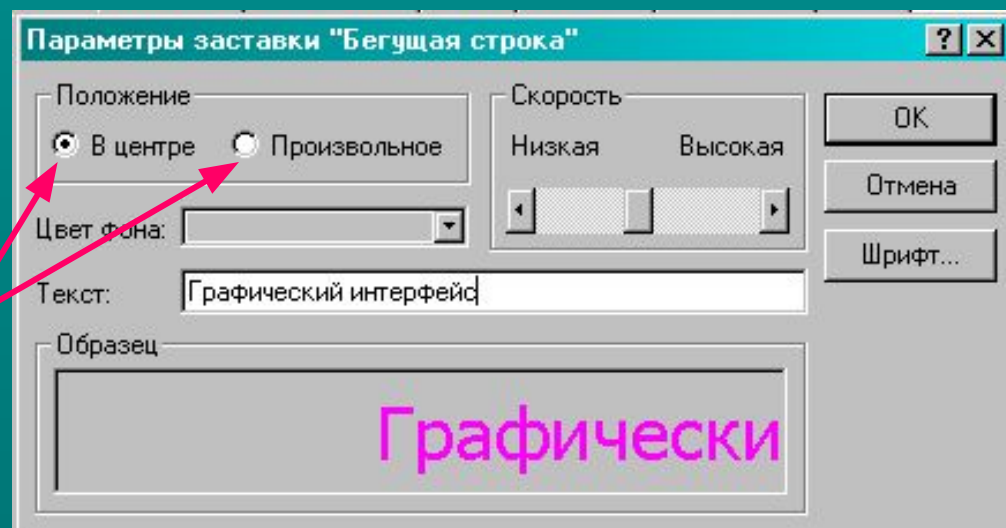 Параметры заставки "Бегущая строка"
Положение
В центре Произвольное
Скорость
Низкая Высокая
OK
Отмена
Шрифт...
Цвет фона:
Текст: Графический интерфейс
Образец
Графически